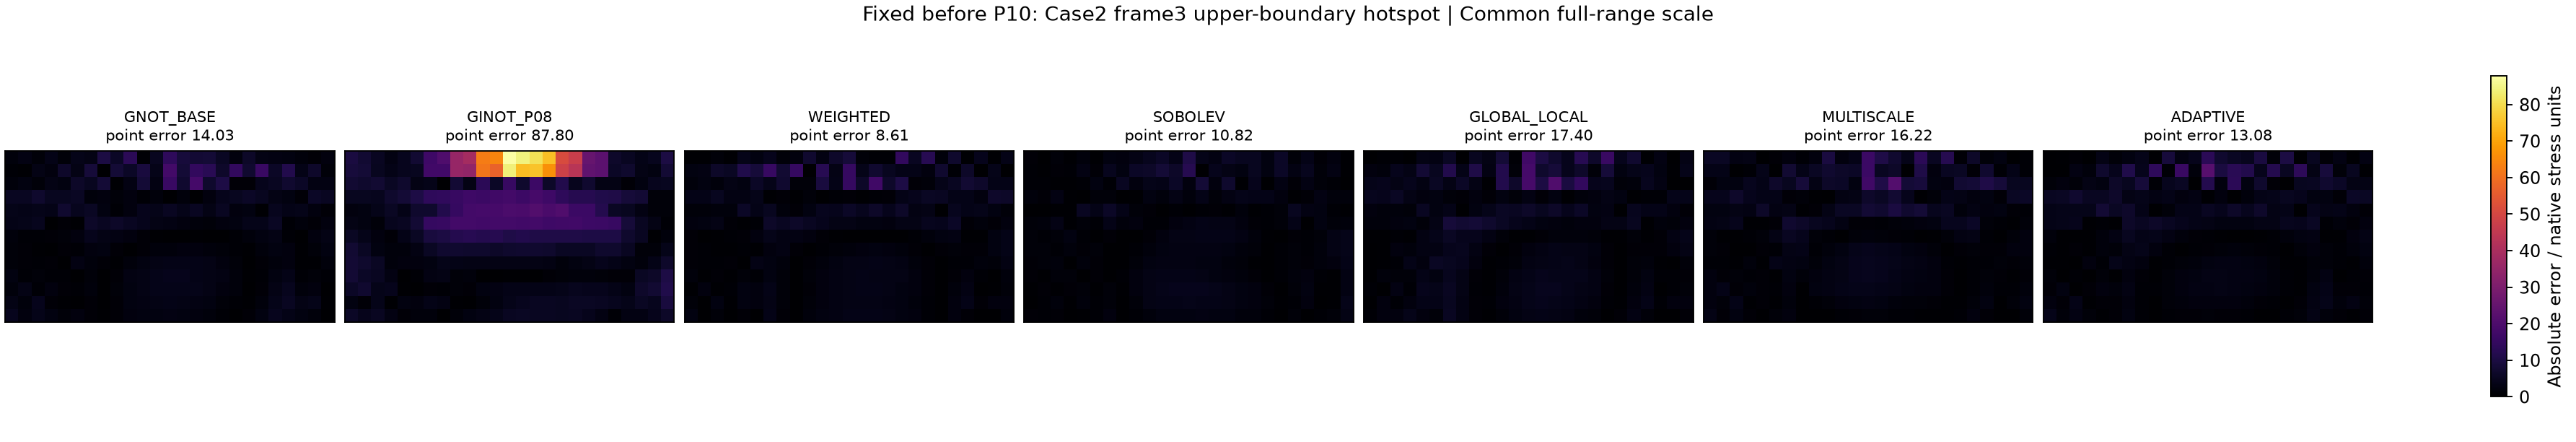 Fixed before P10: Case2 frame3 upper-boundary hotspot | Common full-range scale
GNOT_BASE
point error 14.03
GINOT_P08
point error 87.80
WEIGHTED
point error 8.61
SOBOLEV
point error 10.82
GLOBAL_LOCAL
point error 17.40
MULTISCALE
point error 16.22
ADAPTIVE
point error 13.08
80
70
60
50
40
30
20
10
0
Absolute error / native stress units